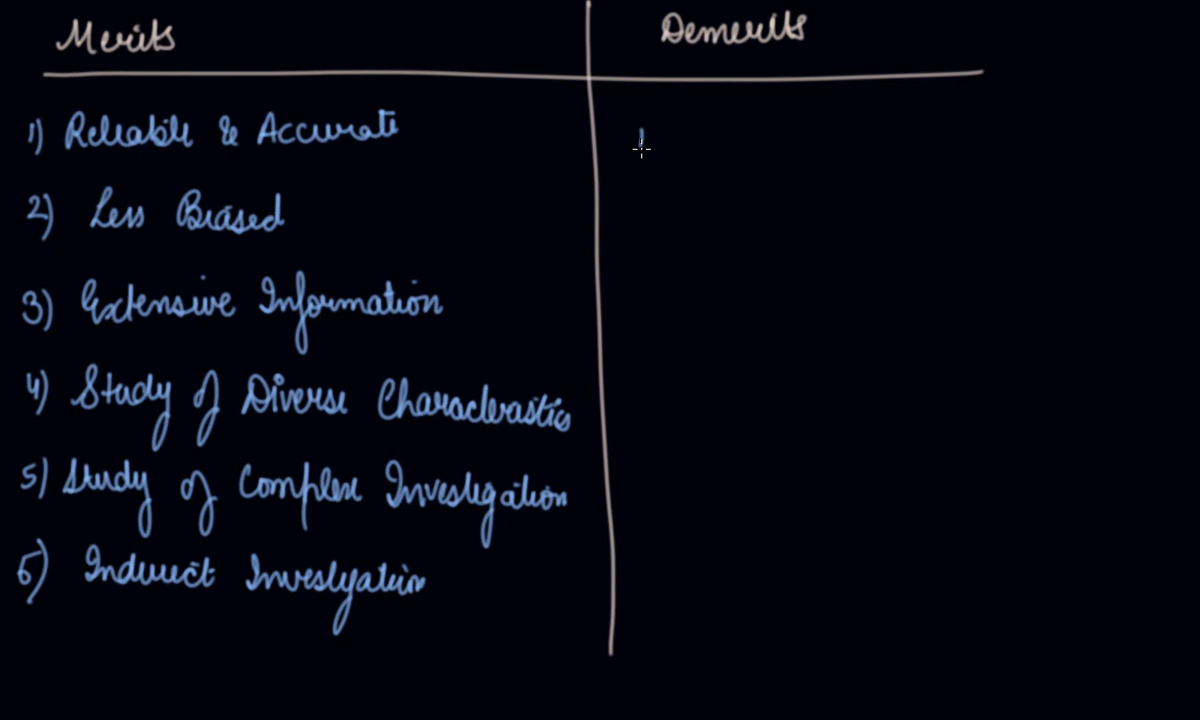 Merits Demerits
1) Reliable & Accurate
2) Less Biased
3) Extensive Information
4) Study of Diverse Characterastics
5) Study of Complex Investigation
6) Indirect Investigation